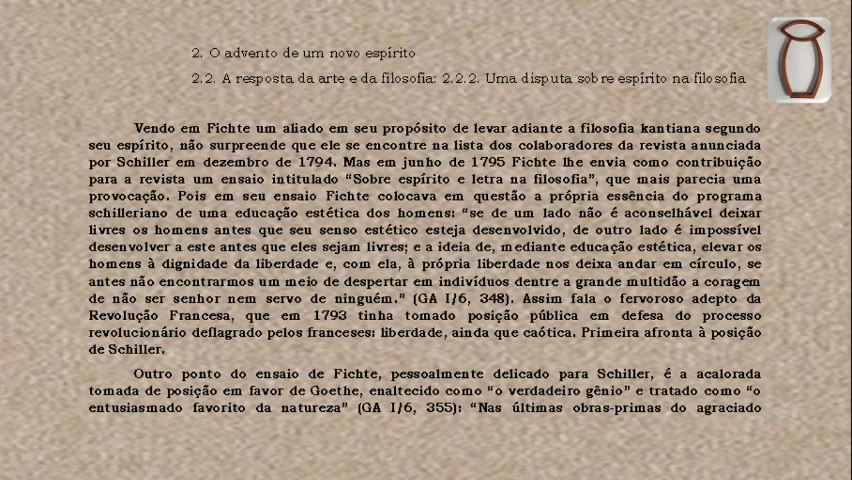 2. O advento de um novo espírito
2.2. A resposta da arte e da filosofia: 2.2.2. Uma disputa sobre espírito na filosofia
Vendo em Fichte um aliado em seu propósito de levar adiante a filosofia kantiana segundo
seu espírito, não surpreende que ele se encontre na lista dos colaboradores da revista anunciada
por Schiller em dezembro de 1794. Mas em junho de 1795 Fichte lhe envia como contribuição
para a revista um ensaio intitulado “Sobre espírito e letra na filosofia”, que mais parecia uma
provocação. Pois em seu ensaio Fichte colocava em questão a própria essência do programa
schilleriano de uma educação estética dos homens: “se de um lado não é aconselhável deixar
livres os homens antes que seu senso estético esteja desenvolvido, de outro lado é impossível
desenvolver a este antes que eles sejam livres; e a ideia de, mediante educação estética, elevar os
homens à dignidade da liberdade e, com ela, à própria liberdade nos deixa andar em círculo, se
antes não encontrarmos um meio de despertar em indivíduos dentre a grande multidão a coragem
de não ser senhor nem servo de ninguém.” (GA I/6, 348). Assim fala o fervoroso adepto da
Revolução Francesa, que em 1793 tinha tomado posição pública em defesa do processo
revolucionário deflagrado pelos franceses: liberdade, ainda que caótica. Primeira afronta à posição
de Schiller.
Outro ponto do ensaio de Fichte, pessoalmente delicado para Schiller, é a acalorada
tomada de posição em favor de Goethe, enaltecido como “o verdadeiro gênio” e tratado como “o
entusiasmado favorito da natureza” (GA I/6, 355): “Nas últimas obras-primas do agraciado